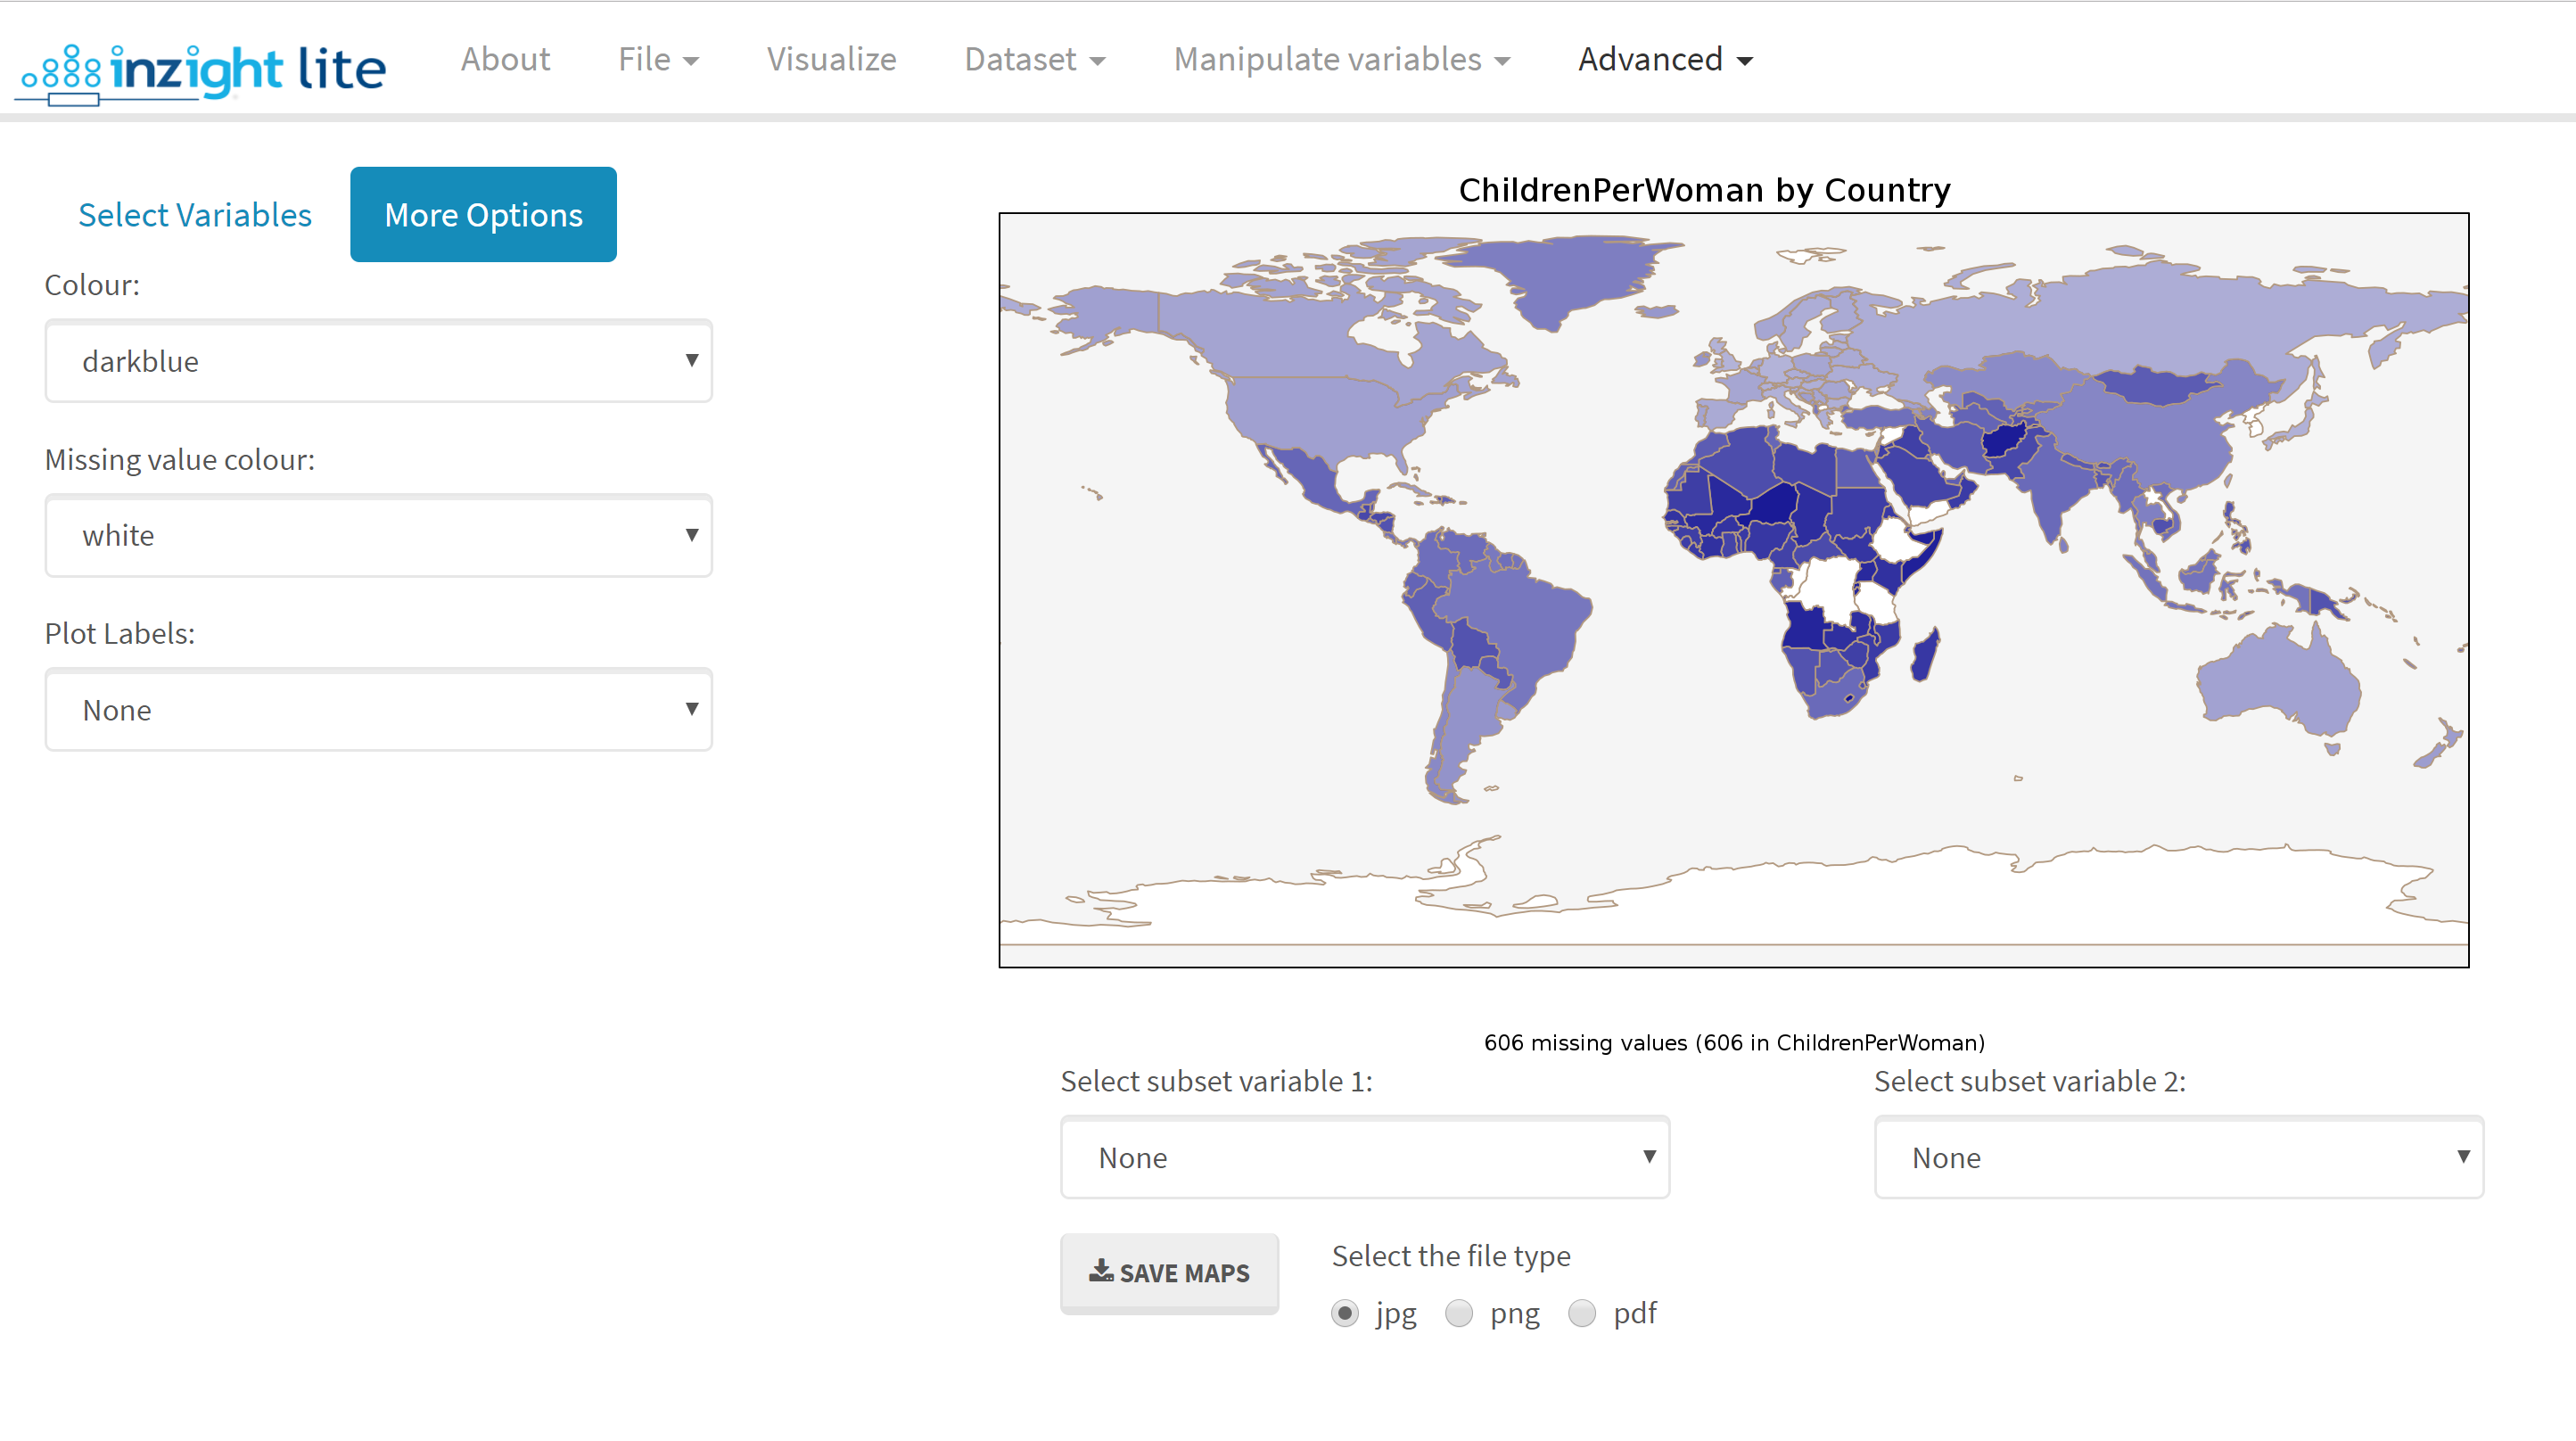 inzight lite About File Visualize Dataset Manipulate variables Advanced
Select Variables More Options
Colour:
darkblue
Missing value colour:
white
Plot Labels:
None
ChildrenPerWoman by Country
606 missing values (606 in ChildrenPerWoman)
Select subset variable 1: Select subset variable 2:
None None
SAVE MAPS Select the file type
jpg png pdf